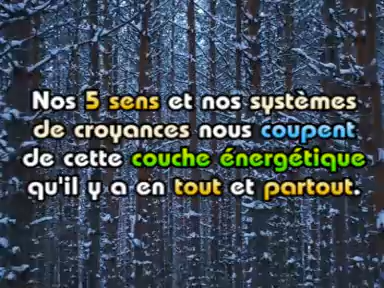 Nos 5 sens et nos systèmes
de croyances nous coupent
de cette couche énergétique
qu'il y a en tout et partout.